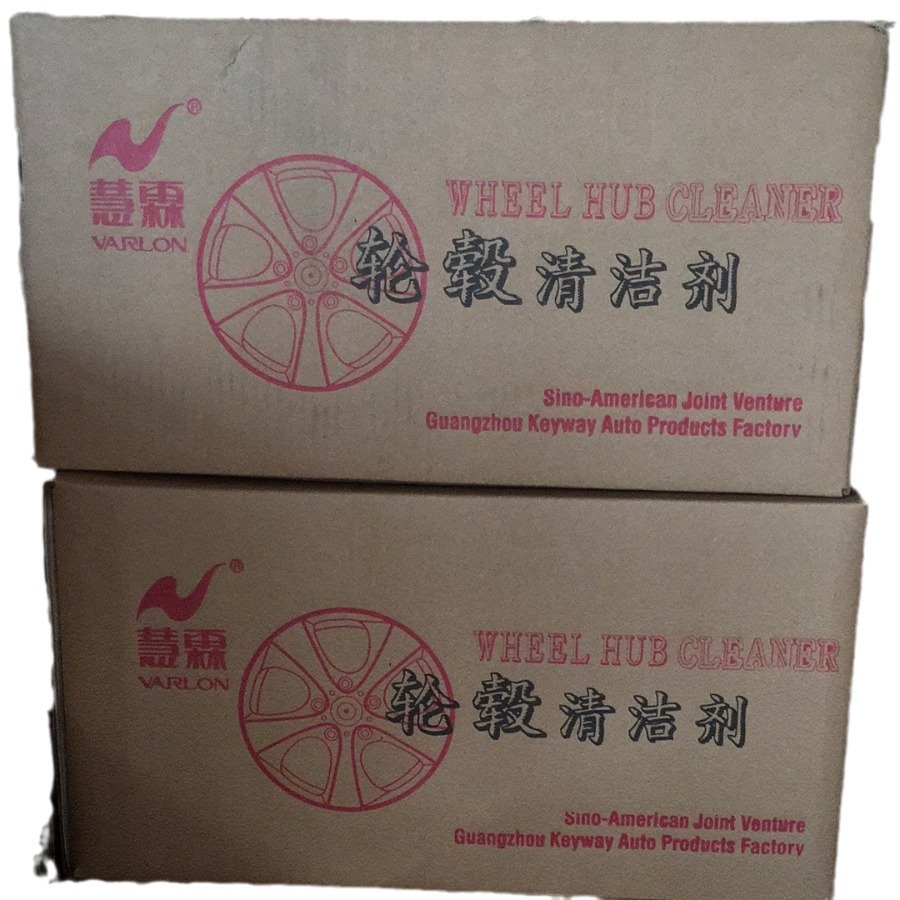 ®
慧霖
VARLON
WHEEL HUB CLEANER
轮毂清洁剂
Sino-American Joint Venture
Guangzhou Keyway Auto Products Factory
®
慧霖
VARLON
WHEEL HUB CLEANER
轮毂清洁剂
Sino-American Joint Venture
Guangzhou Keyway Auto Products Factory